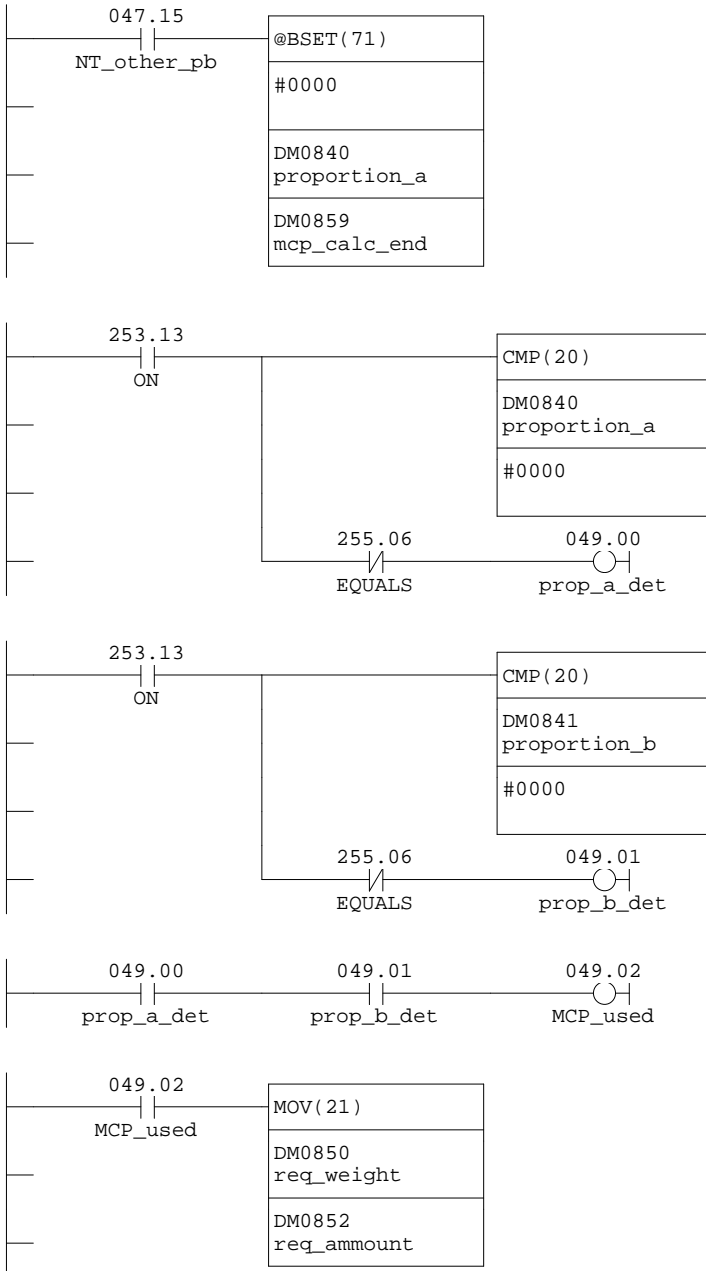 047.15
NT_other_pb
@BSET(71)
#0000
DM0840
proportion_a
DM0859
mcp_calc_end
253.13
ON
CMP(20)
DM0840
proportion_a
#0000
255.06
EQUALS
049.00
prop_a_det
253.13
ON
CMP(20)
DM0841
proportion_b
#0000
255.06
EQUALS
049.01
prop_b_det
049.00
prop_a_det
049.01
prop_b_det
049.02
MCP_used
049.02
MCP_used
MOV(21)
DM0850
req_weight
DM0852
req_ammount